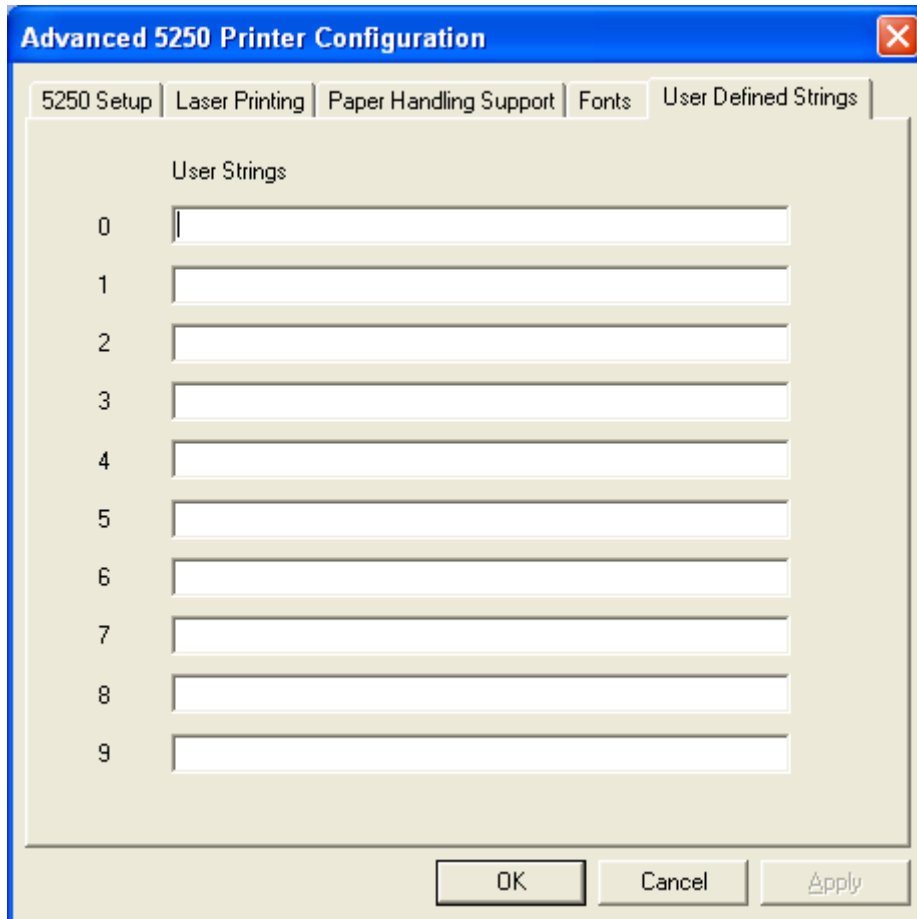 Advanced 5250 Printer Configuration
5250 Setup Laser Printing Paper Handling Support Fonts User Defined Strings
User Strings
0
1
2
3
4
5
6
7
8
9
OK Cancel Apply